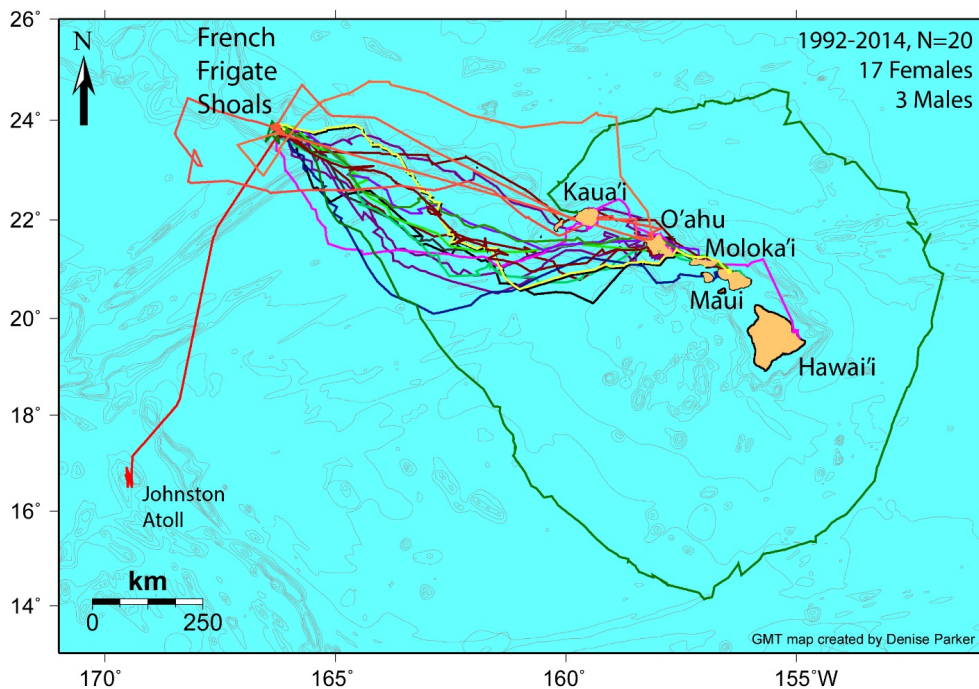 26˚
24˚
22˚
20˚
18˚
16˚
14˚
N
French
Frigate
Shoals
1992-2014, N=20
17 Females
3 Males
Kaua'i
O'ahu
Moloka'i
Maui
Hawai'i
Johnston
Atoll
km
0 250
GMT map created by Denise Parker
170˚ 165˚ 160˚ 155˚W